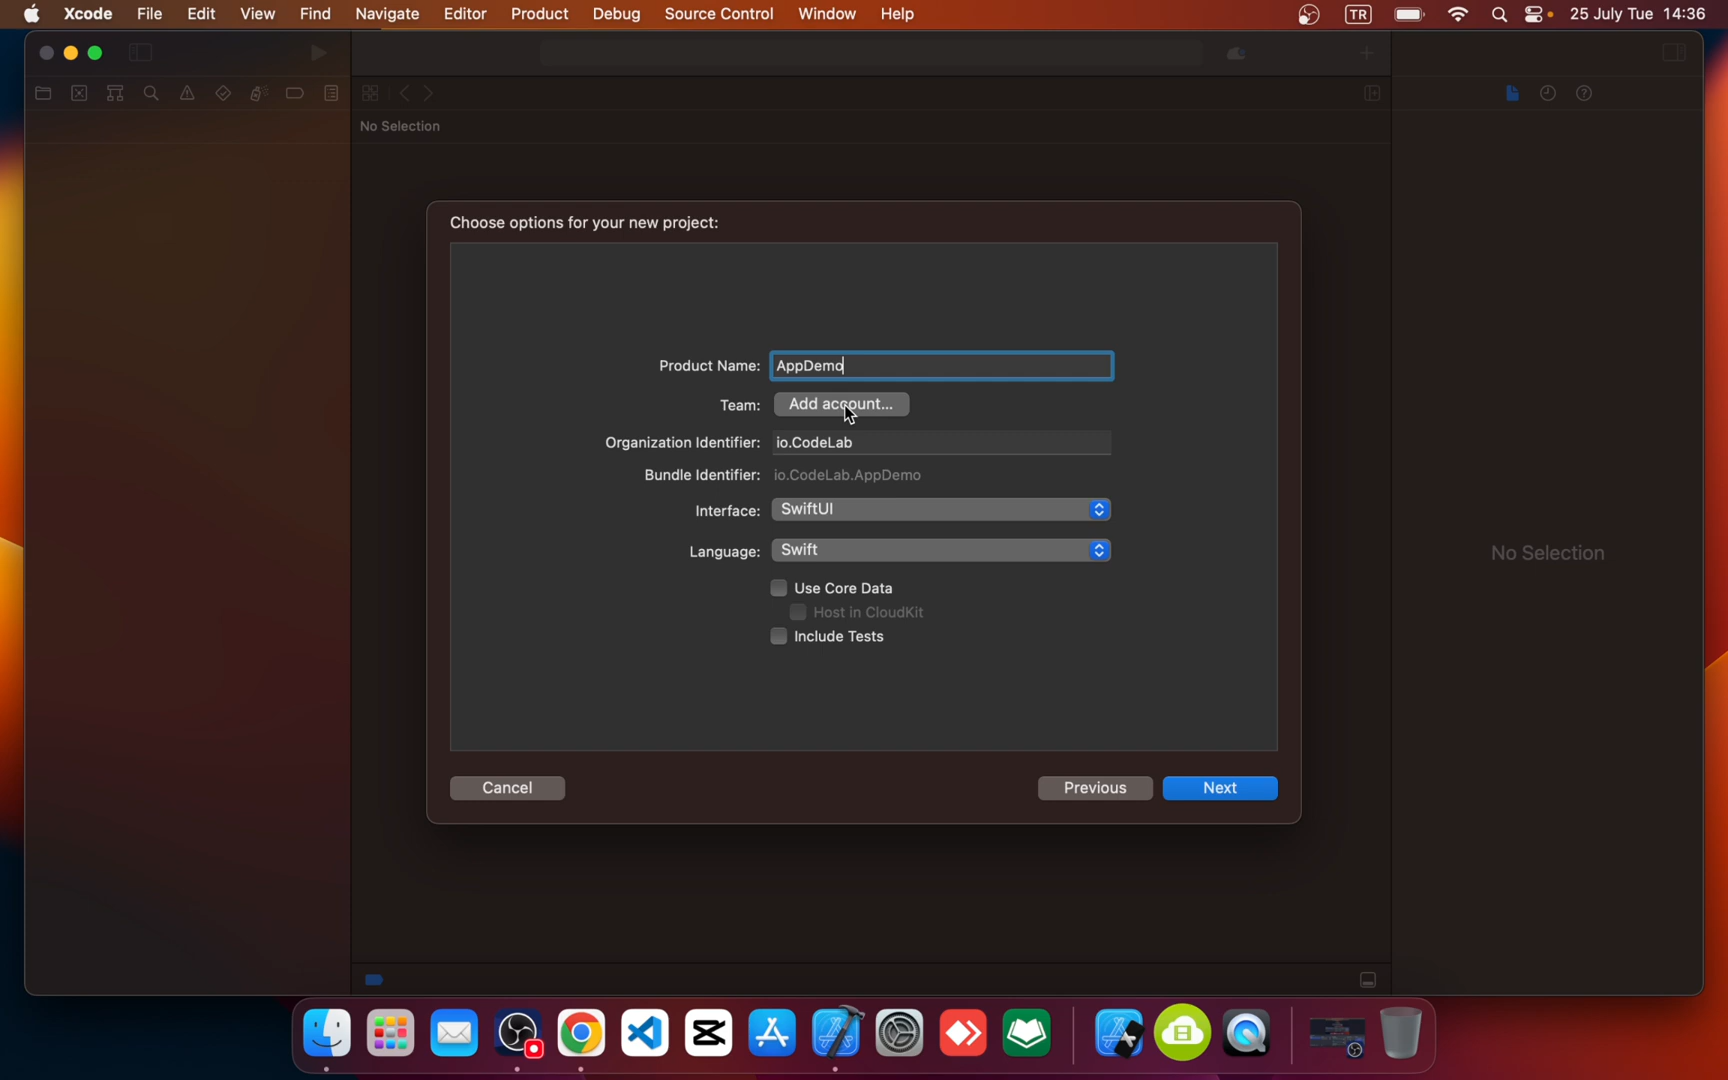 Xcode File Edit View Find Navigate Editor Product Debug Source Control Window Help TR 25 July Tue 14:36
No Selection
Choose options for your new project:
Product Name: AppDemo
Team: Add account...
Organization Identifier: io.CodeLab
Bundle Identifier: io.CodeLab.AppDemo
Interface: SwiftUI
No Selection
Language: Swift
Use Core Data
Host in CloudKit
Include Tests
Cancel Previous Next